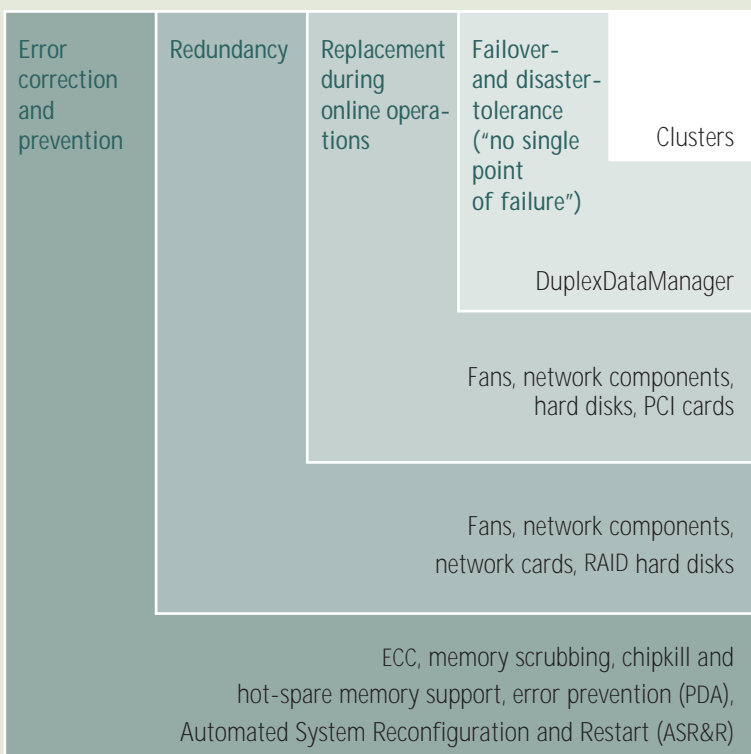 Error
correction
and
prevention
Redundancy
Replacement
during
online opera-
tions
Failover-
and disaster-
tolerance
("no single
point
of failure")
Clusters
DuplexDataManager
Fans, network components,
hard disks, PCI cards
Fans, network components,
network cards, RAID hard disks
ECC, memory scrubbing, chipkill and
hot-spare memory support, error prevention (PDA),
Automated System Reconfiguration and Restart (ASR&R)